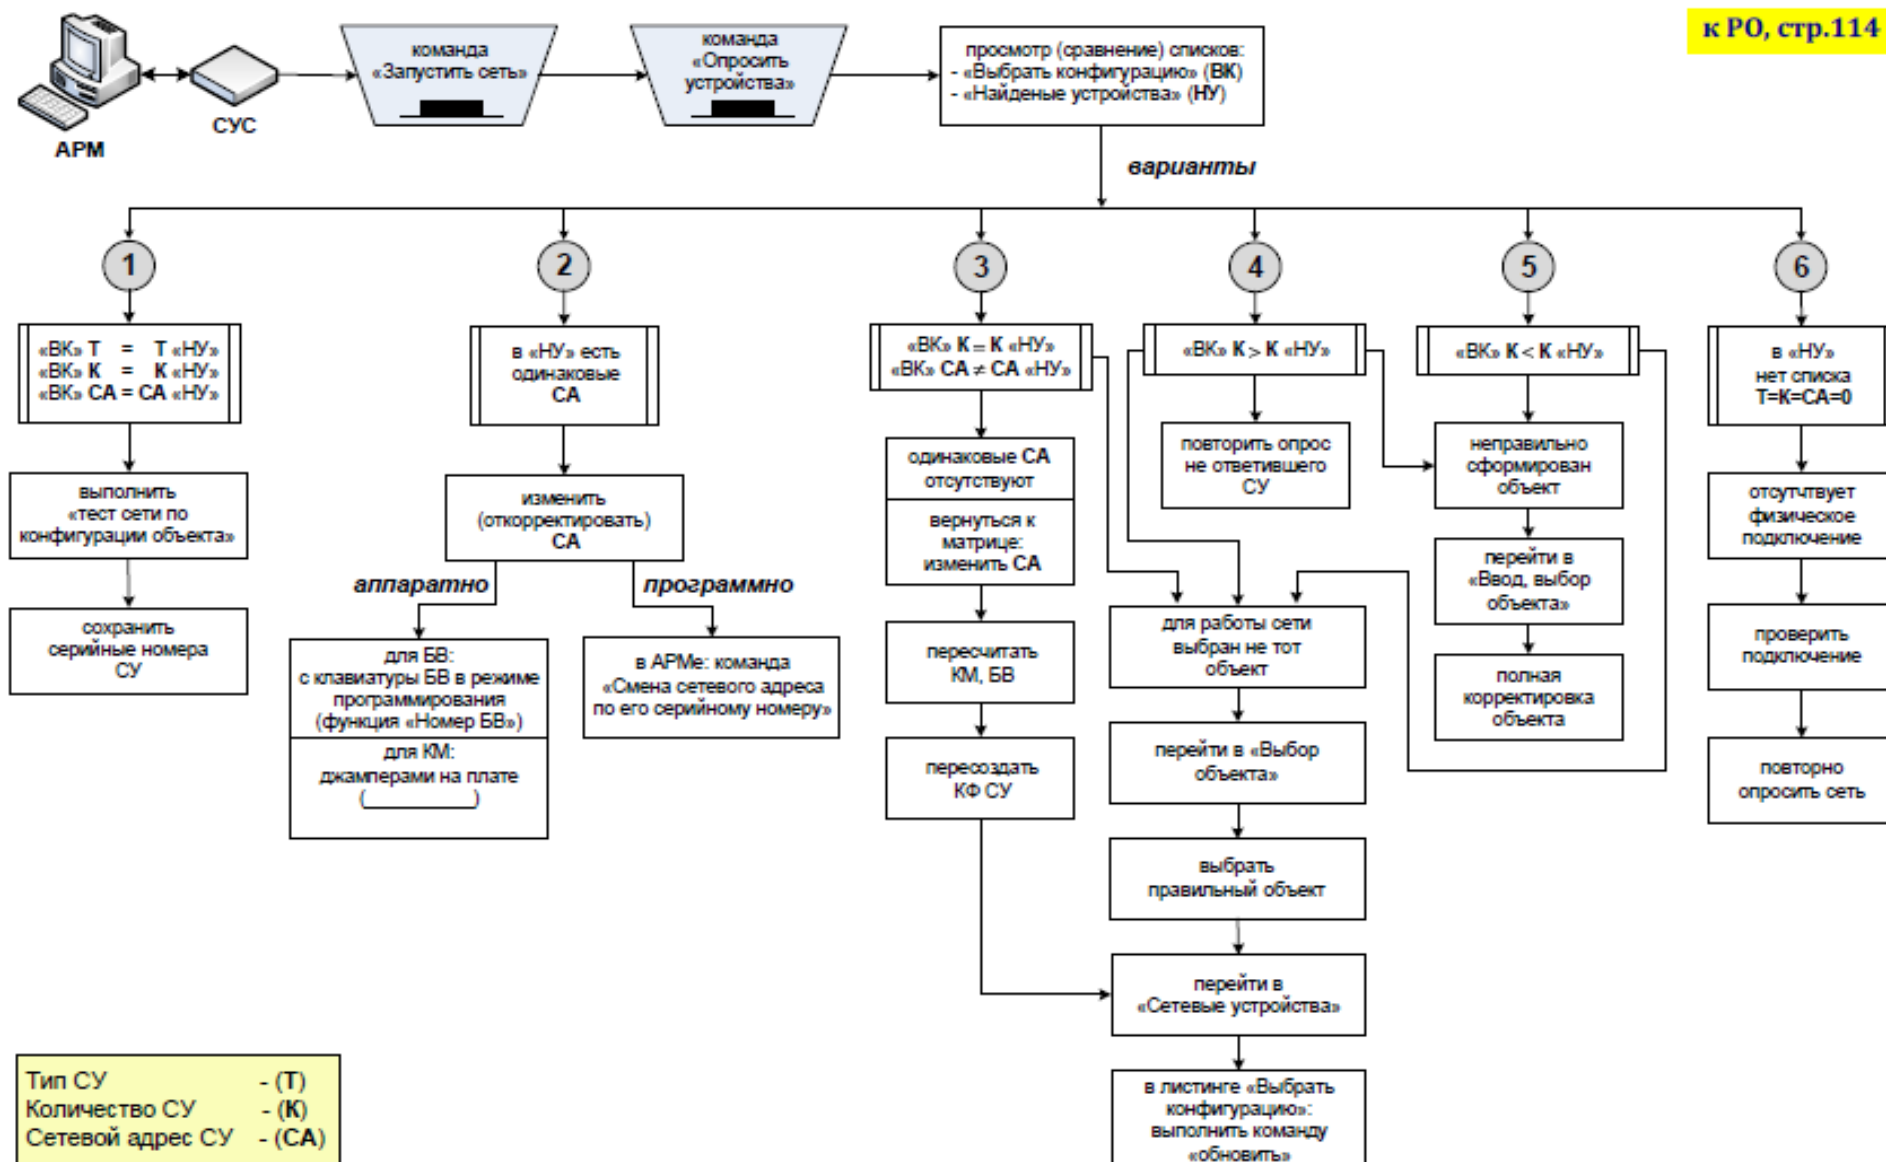 к РО, стр.114
АРМ
СУС
команда
«Запустить сеть»
команда
«Опросить
устройства»
просмотр (сравнение) списков:
- «Выбрать конфигурацию» (ВК)
- «Найденые устройства» (НУ)
варианты
1
2
3
4
5
6
«ВК» Т = Т «НУ»
«ВК» К = К «НУ»
«ВК» СА = СА «НУ»
выполнить
«тест сети по
конфигурации объекта»
сохранить
серийные номера
СУ
в «НУ» есть
одинаковые
СА
изменить
(откорректировать)
СА
аппаратно
программно
для БВ:
с клавиатуры БВ в режиме
программирования
(функция «Номер БВ»)
для КМ:
джамперами на плате
(__________)
в АРМе: команда
«Смена сетевого адреса
по его серийному номеру»
«ВК» К = К «НУ»
«ВК» СА ≠ СА «НУ»
одинаковые СА
отсутствуют
вернуться к
матрице:
изменить СА
пересчитать
КМ, БВ
пересоздать
КФ СУ
«ВК» К > К «НУ»
повторить опрос
не ответившего
СУ
для работы сети
выбран не тот
объект
перейти в «Выбор
объекта»
выбрать
правильный объект
перейти в
«Сетевые устройства»
в листинге «Выбрать
конфигурацию»:
выполнить команду
«обновить»
«ВК» К < К «НУ»
неправильно
сформирован
объект
перейти в
«Ввод, выбор
объекта»
полная
корректировка
объекта
в «НУ»
нет списка
Т=К=СА=0
отсутчтвует
физическое
подключение
проверить
подключение
повторно
опросить сеть
Тип СУ - (Т)
Количество СУ - (К)
Сетевой адрес СУ - (СА)